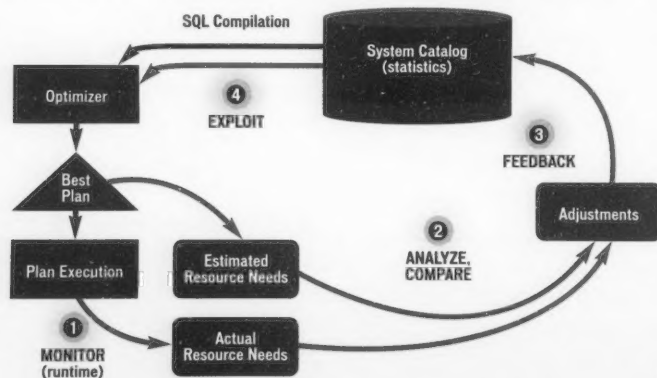 SQL Compilation
System Catalog
(statistics)
Optimizer
4
EXPLOIT
3
FEEDBACK
Best
Plan
Adjustments
2
ANALYZE,
COMPARE
Plan Execution
Estimated
Resource Needs
1
MONITOR
(runtime)
Actual
Resource Needs